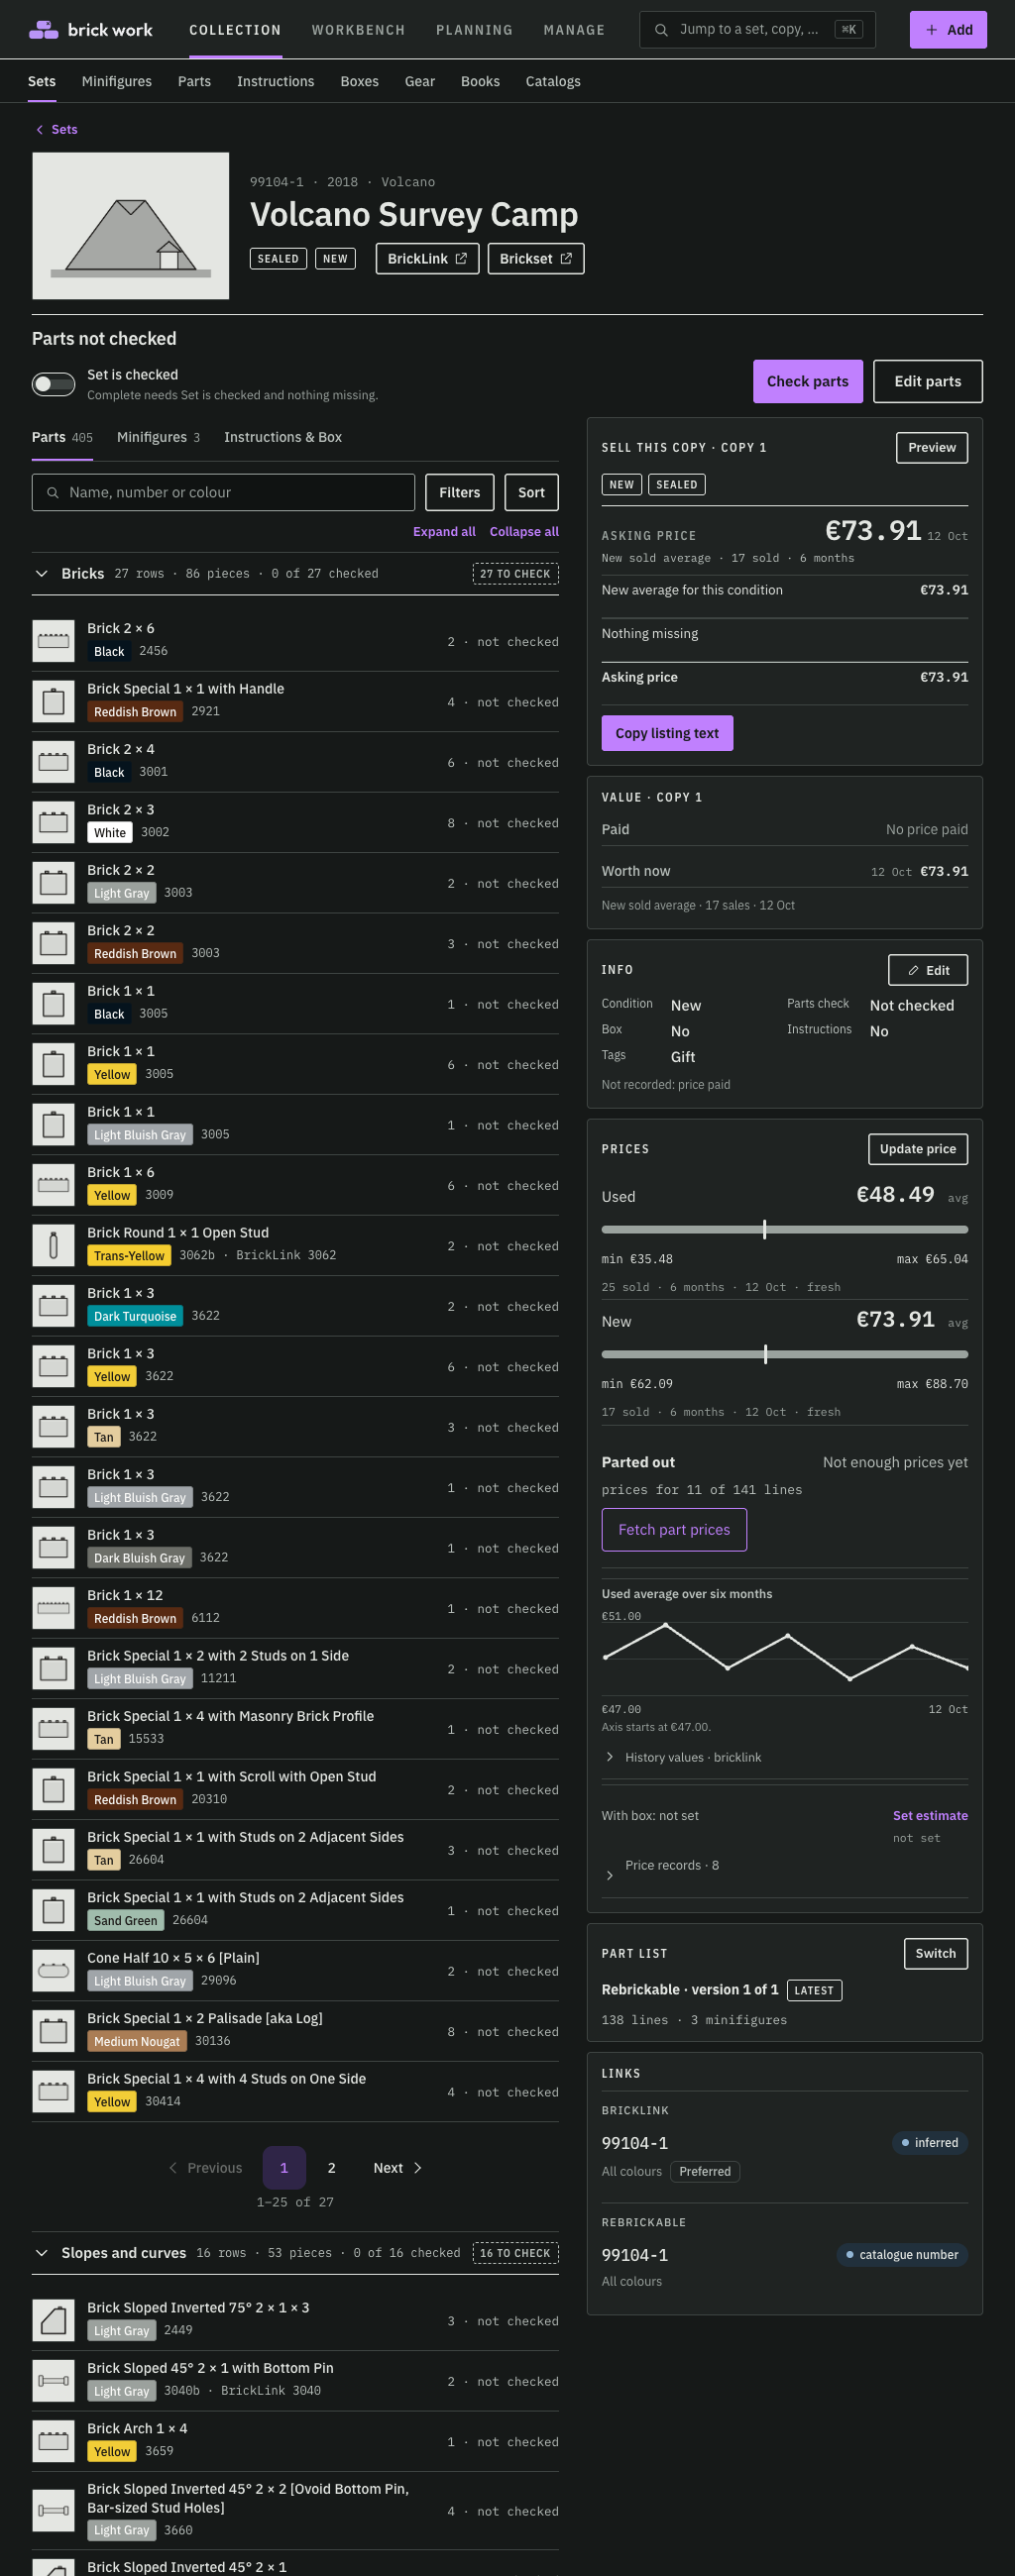 brick work
COLLECTION
WORKBENCH
PLANNING
MANAGE
Jump to a set, copy, ...
⌘K
Add
Sets
Minifigures
Parts
Instructions
Boxes
Gear
Books
Catalogs
Sets
99104-1 · 2018 · Volcano
Volcano Survey Camp
SEALED
NEW
BrickLink
Brickset
Parts not checked
Set is checked
Complete needs Set is checked and nothing missing.
Check parts
Edit parts
Parts 405
Minifigures 3
Instructions & Box
Name, number or colour
Filters
Sort
Expand all
Collapse all
Bricks 27 rows · 86 pieces · 0 of 27 checked
27 TO CHECK
Brick 2 × 6
Black 2456
2 · not checked
Brick Special 1 × 1 with Handle
Reddish Brown 2921
4 · not checked
Brick 2 × 4
Black 3001
6 · not checked
Brick 2 × 3
White 3002
8 · not checked
Brick 2 × 2
Light Gray 3003
2 · not checked
Brick 2 × 2
Reddish Brown 3003
3 · not checked
Brick 1 × 1
Black 3005
1 · not checked
Brick 1 × 1
Yellow 3005
6 · not checked
Brick 1 × 1
Light Bluish Gray 3005
1 · not checked
Brick 1 × 6
Yellow 3009
6 · not checked
Brick Round 1 × 1 Open Stud
Trans-Yellow 3062b · BrickLink 3062
2 · not checked
Brick 1 × 3
Dark Turquoise 3622
2 · not checked
Brick 1 × 3
Yellow 3622
6 · not checked
Brick 1 × 3
Tan 3622
3 · not checked
Brick 1 × 3
Light Bluish Gray 3622
1 · not checked
Brick 1 × 3
Dark Bluish Gray 3622
1 · not checked
Brick 1 × 12
Reddish Brown 6112
1 · not checked
Brick Special 1 × 2 with 2 Studs on 1 Side
Light Bluish Gray 11211
2 · not checked
Brick Special 1 × 4 with Masonry Brick Profile
Tan 15533
1 · not checked
Brick Special 1 × 1 with Scroll with Open Stud
Reddish Brown 20310
2 · not checked
Brick Special 1 × 1 with Studs on 2 Adjacent Sides
Tan 26604
3 · not checked
Brick Special 1 × 1 with Studs on 2 Adjacent Sides
Sand Green 26604
1 · not checked
Cone Half 10 × 5 × 6 [Plain]
Light Bluish Gray 29096
2 · not checked
Brick Special 1 × 2 Palisade [aka Log]
Medium Nougat 30136
8 · not checked
Brick Special 1 × 4 with 4 Studs on One Side
Yellow 30414
4 · not checked
Previous
1
2
Next
1–25 of 27
Slopes and curves 16 rows · 53 pieces · 0 of 16 checked
16 TO CHECK
Brick Sloped Inverted 75° 2 × 1 × 3
Light Gray 2449
3 · not checked
Brick Sloped 45° 2 × 1 with Bottom Pin
Light Gray 3040b · BrickLink 3040
2 · not checked
Brick Arch 1 × 4
Yellow 3659
1 · not checked
Brick Sloped Inverted 45° 2 × 2 [Ovoid Bottom Pin,
Bar-sized Stud Holes]
Light Gray 3660
4 · not checked
Brick Sloped Inverted 45° 2 × 1
SELL THIS COPY · COPY 1
Preview
NEW
SEALED
ASKING PRICE
€73.91 12 Oct
New sold average · 17 sold · 6 months
New average for this condition
€73.91
Nothing missing
Asking price
€73.91
Copy listing text
VALUE · COPY 1
Paid
No price paid
Worth now
12 Oct €73.91
New sold average · 17 sales · 12 Oct
INFO
Edit
Condition New
Parts check Not checked
Box No
Instructions No
Tags Gift
Not recorded: price paid
PRICES
Update price
Used
€48.49 avg
min €35.48
max €65.04
25 sold · 6 months · 12 Oct · fresh
New
€73.91 avg
min €62.09
max €88.70
17 sold · 6 months · 12 Oct · fresh
Parted out
Not enough prices yet
prices for 11 of 141 lines
Fetch part prices
Used average over six months
€51.00
€47.00
12 Oct
Axis starts at €47.00.
History values · bricklink
With box: not set
Set estimate
not set
Price records · 8
PART LIST
Switch
Rebrickable · version 1 of 1
LATEST
138 lines · 3 minifigures
LINKS
BRICKLINK
99104-1
inferred
All colours
Preferred
REBRICKABLE
99104-1
catalogue number
All colours